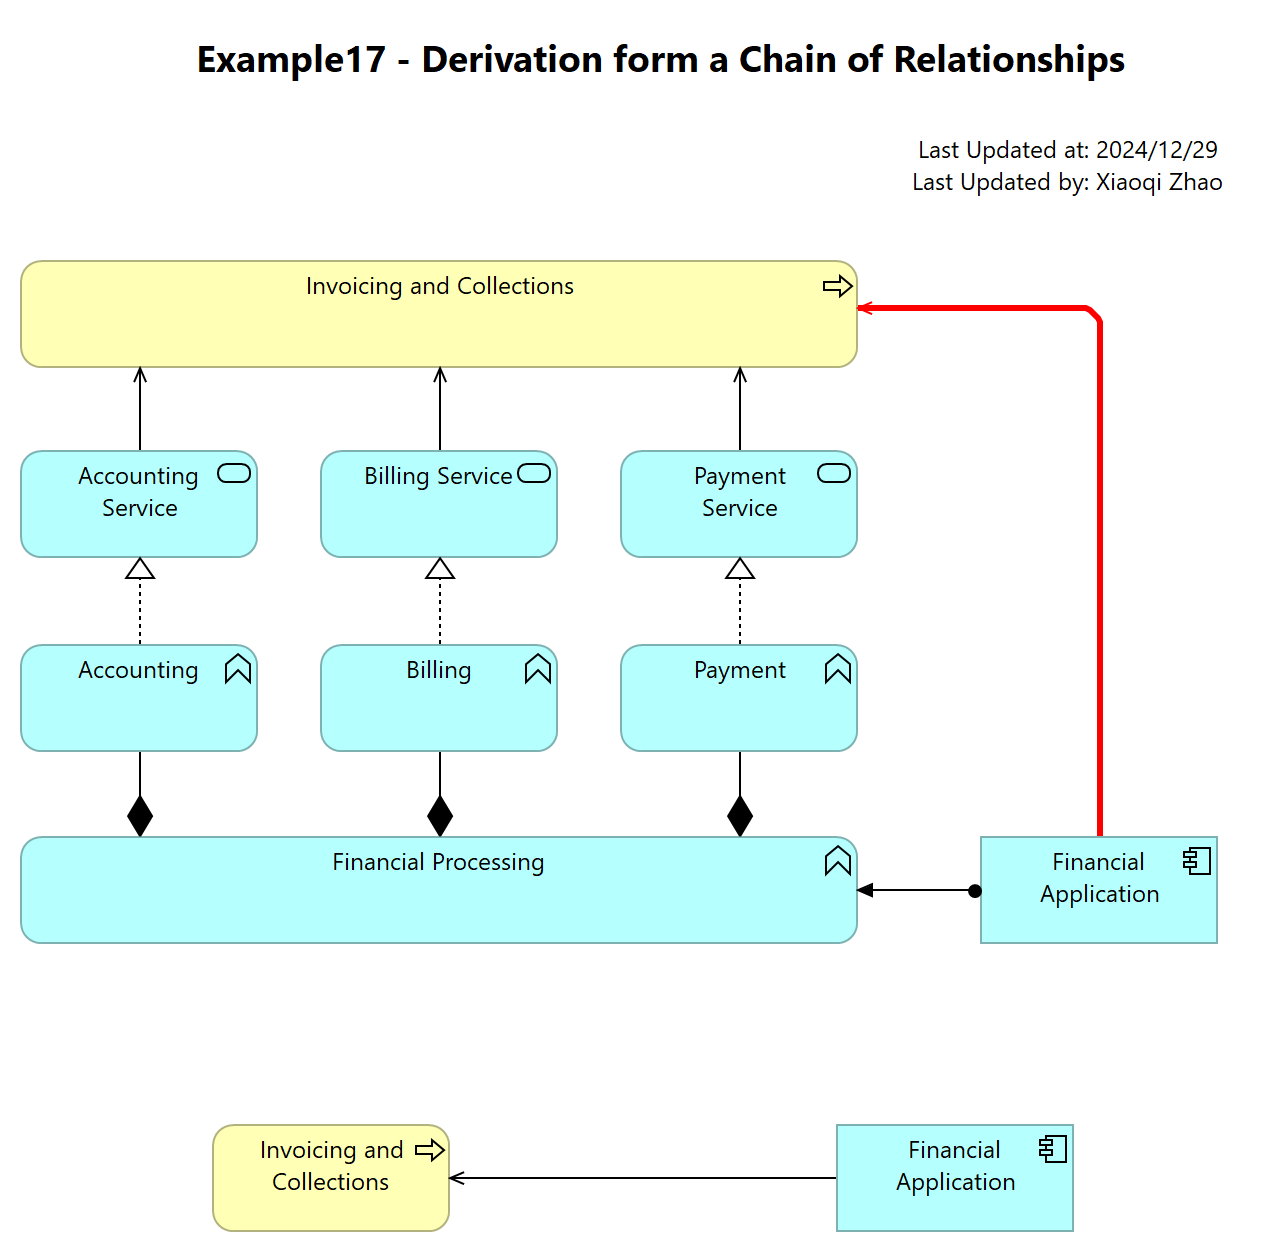 Example17 - Derivation form a Chain of Relationships
Last Updated at: 2024/12/29
Last Updated by: Xiaoqi Zhao
Invoicing and Collections
Accounting
Service
Billing Service
Payment
Service
Accounting
Billing
Payment
Financial Processing
Financial
Application
Invoicing and
Collections
Financial
Application